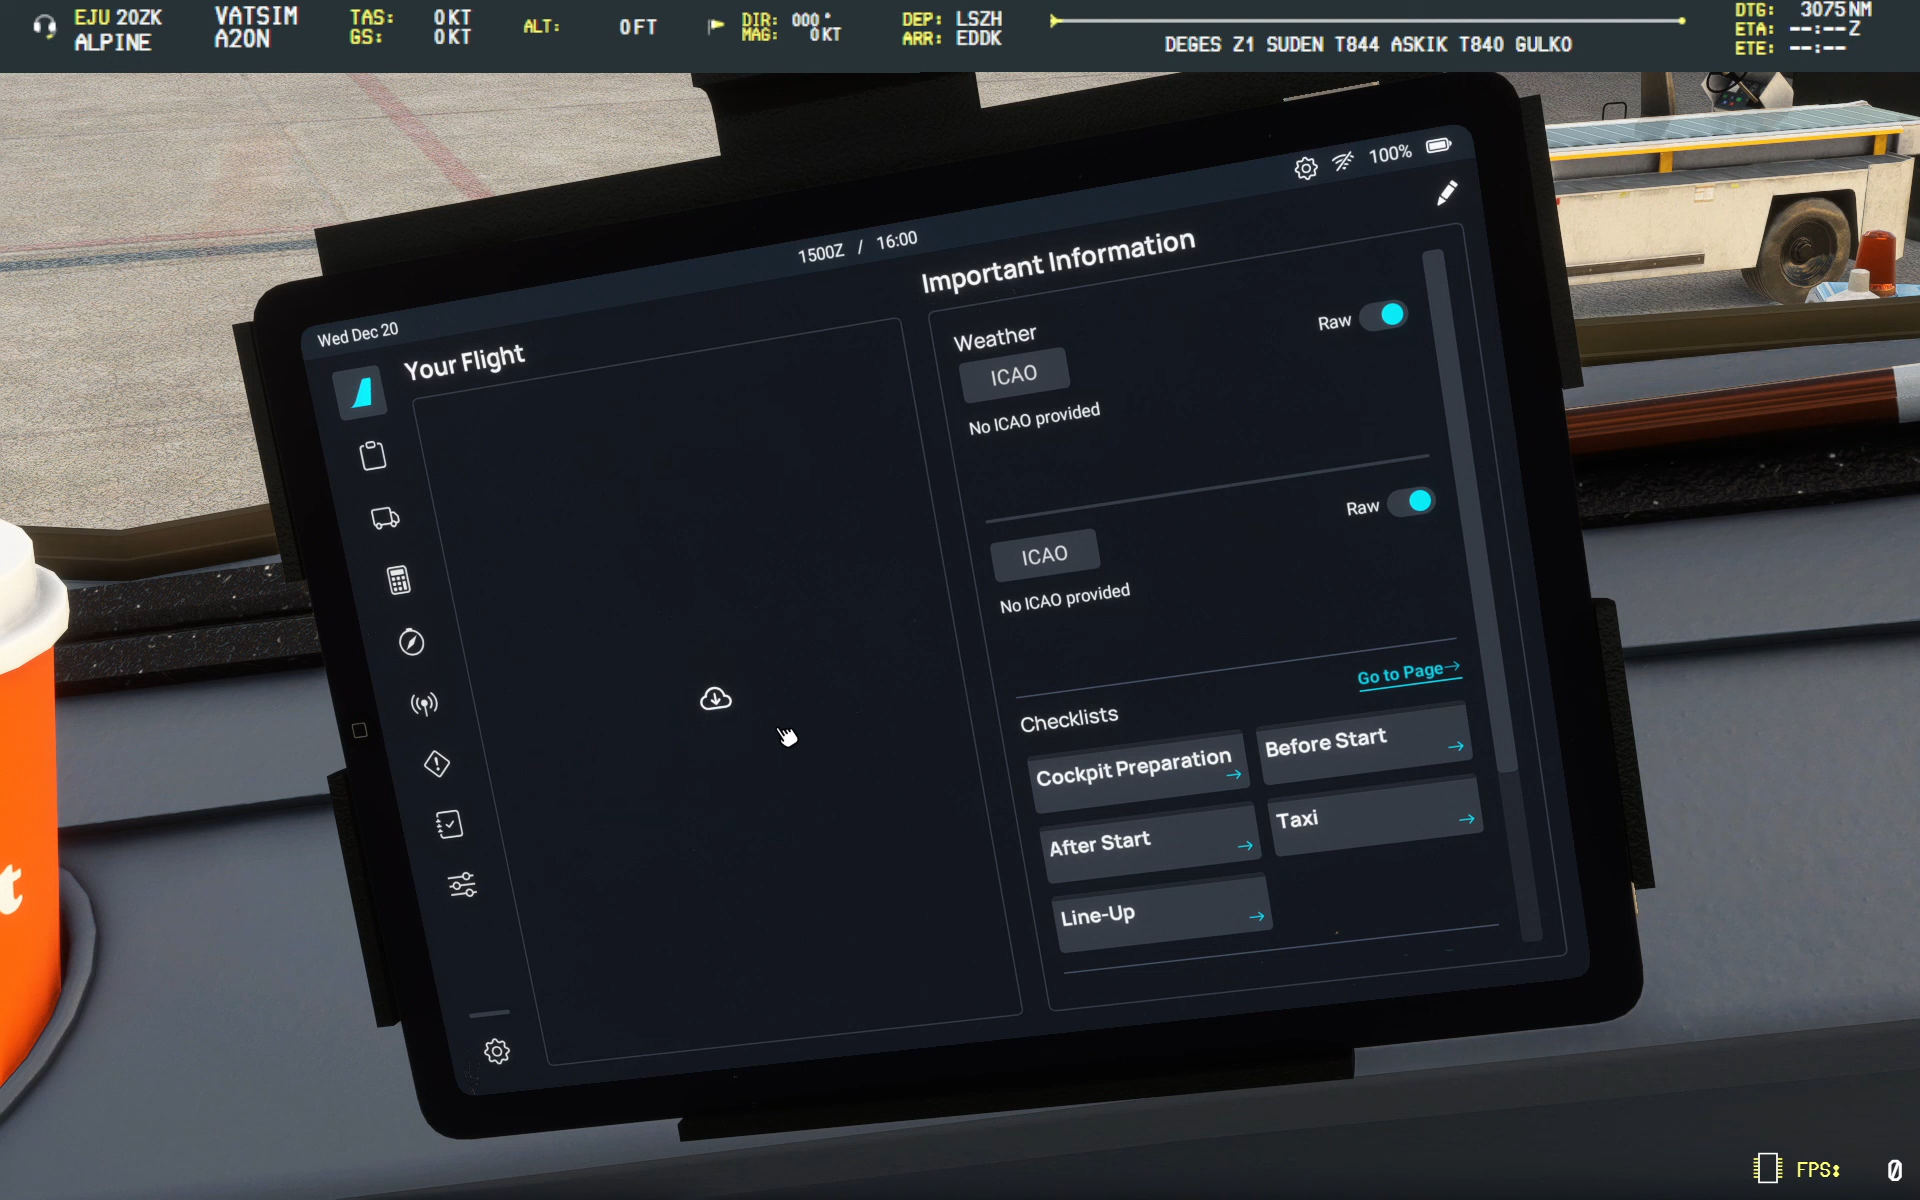 EJU 20ZK
ALPINE
VATSIM
A20N
TAS: 0KT
GS: 0KT
ALT: 0FT
DIR: 000°
MAG: 0KT
DEP: LSZH
ARR: EDDK
DEGES Z1 SUDEN T844 ASKIK T840 GULKO
DTG: 3075NM
ETA: --:--Z
ETE: --:--
100%
1500Z / 16:00
Wed Dec 20
Your Flight
Important Information
Weather
Raw
ICAO
No ICAO provided
Raw
ICAO
No ICAO provided
Go to Page→
Checklists
Cockpit Preparation →
Before Start →
After Start →
Taxi →
Line-Up →
t
FPS: 0